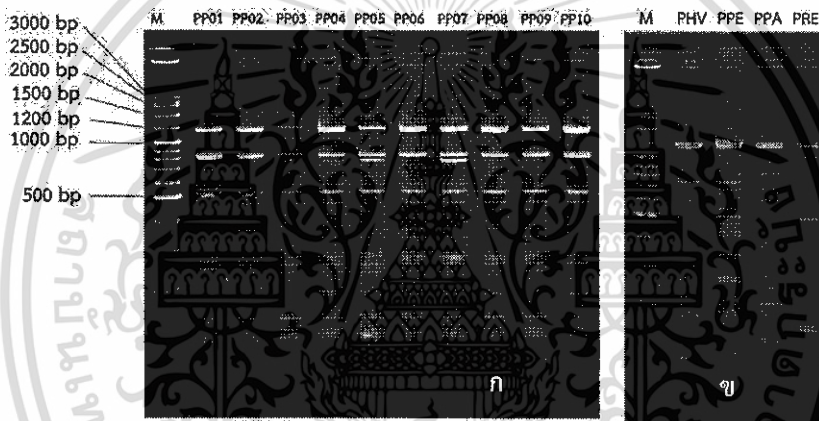 M PP01 PP02 PP03 PP04 PP05 PP06 PP07 PP08 PP09 PP10 M PHV PPE PPA PRE
3000 bp
2500 bp
2000 bp
1500 bp
1200 bp
1000 bp
500 bp
ก ข